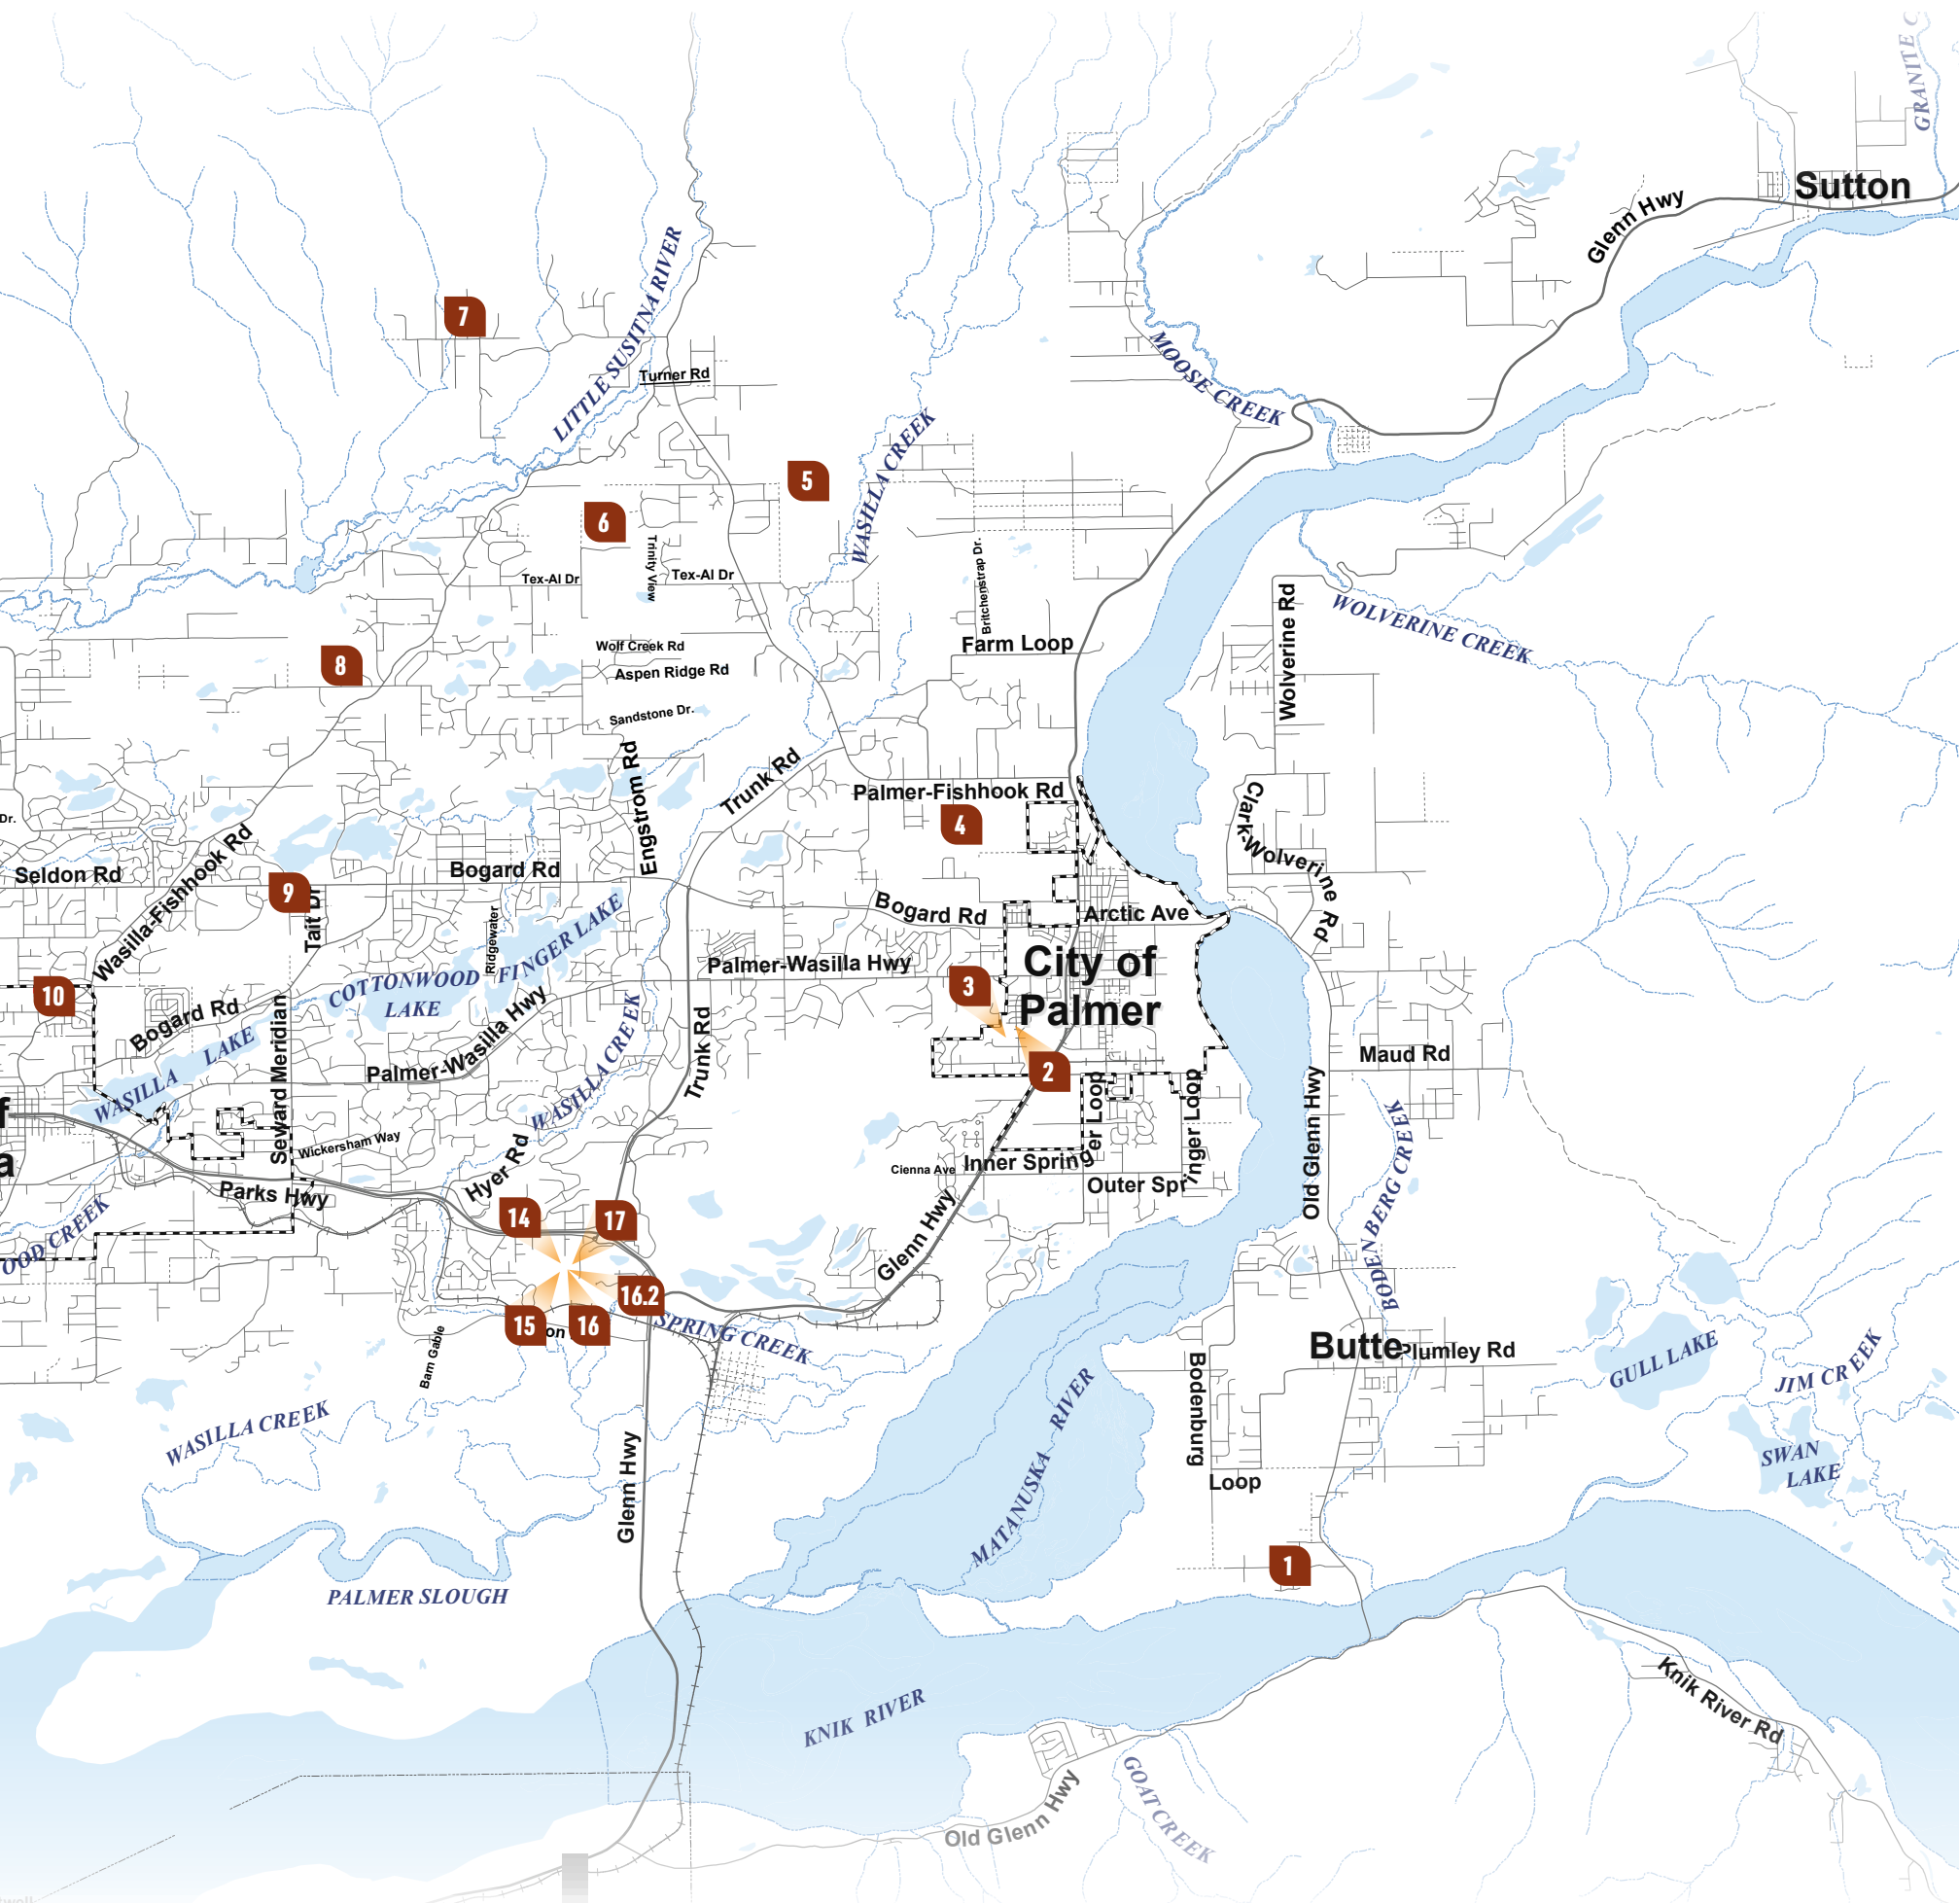 GRANITE C
Sutton
Glenn Hwy
LITTLE SUSITNA RIVER
7
Turner Rd
MOOSE CREEK
WASILLA CREEK
5
6
Trinity View
Tex-Al Dr
Tex-Al Dr
Britchenstrap Dr.
Wolverine Rd
WOLVERINE CREEK
Farm Loop
Wolf Creek Rd
8
Aspen Ridge Rd
Sandstone Dr.
Engstrom Rd
Trunk Rd
Palmer-Fishhook Rd
4
Clark-Wolverine Rd
Dr.
Wasilla-Fishhook Rd
Seldon Rd
Bogard Rd
9
Tait Dr
Ridgewater
FINGER LAKE
Bogard Rd
Arctic Ave
City of
Palmer
Palmer-Wasilla Hwy
3
10
COTTONWOOD
LAKE
Bogard Rd
WASILLA LAKE
Seward Meridian
Palmer-Wasilla Hwy
WASILLA CREEK
Trunk Rd
2
Maud Rd
f
a
er Loop
nger Loop
Old Glenn Hwy
BODENBERG CREEK
Wickersham Way
Hyer Rd
Cienna Ave
Inner Spring
Outer Spr
Parks Hwy
OOD CREEK
14
17
Glenn Hwy
16.2
15
on
16
SPRING CREEK
Barn Gable
Butte
Plumley Rd
GULL LAKE
JIM CREEK
Bodenburg
Loop
MATANUSKA RIVER
SWAN
LAKE
WASILLA CREEK
Glenn Hwy
1
PALMER SLOUGH
KNIK RIVER
Knik River Rd
GOAT CREEK
Old Glenn Hwy